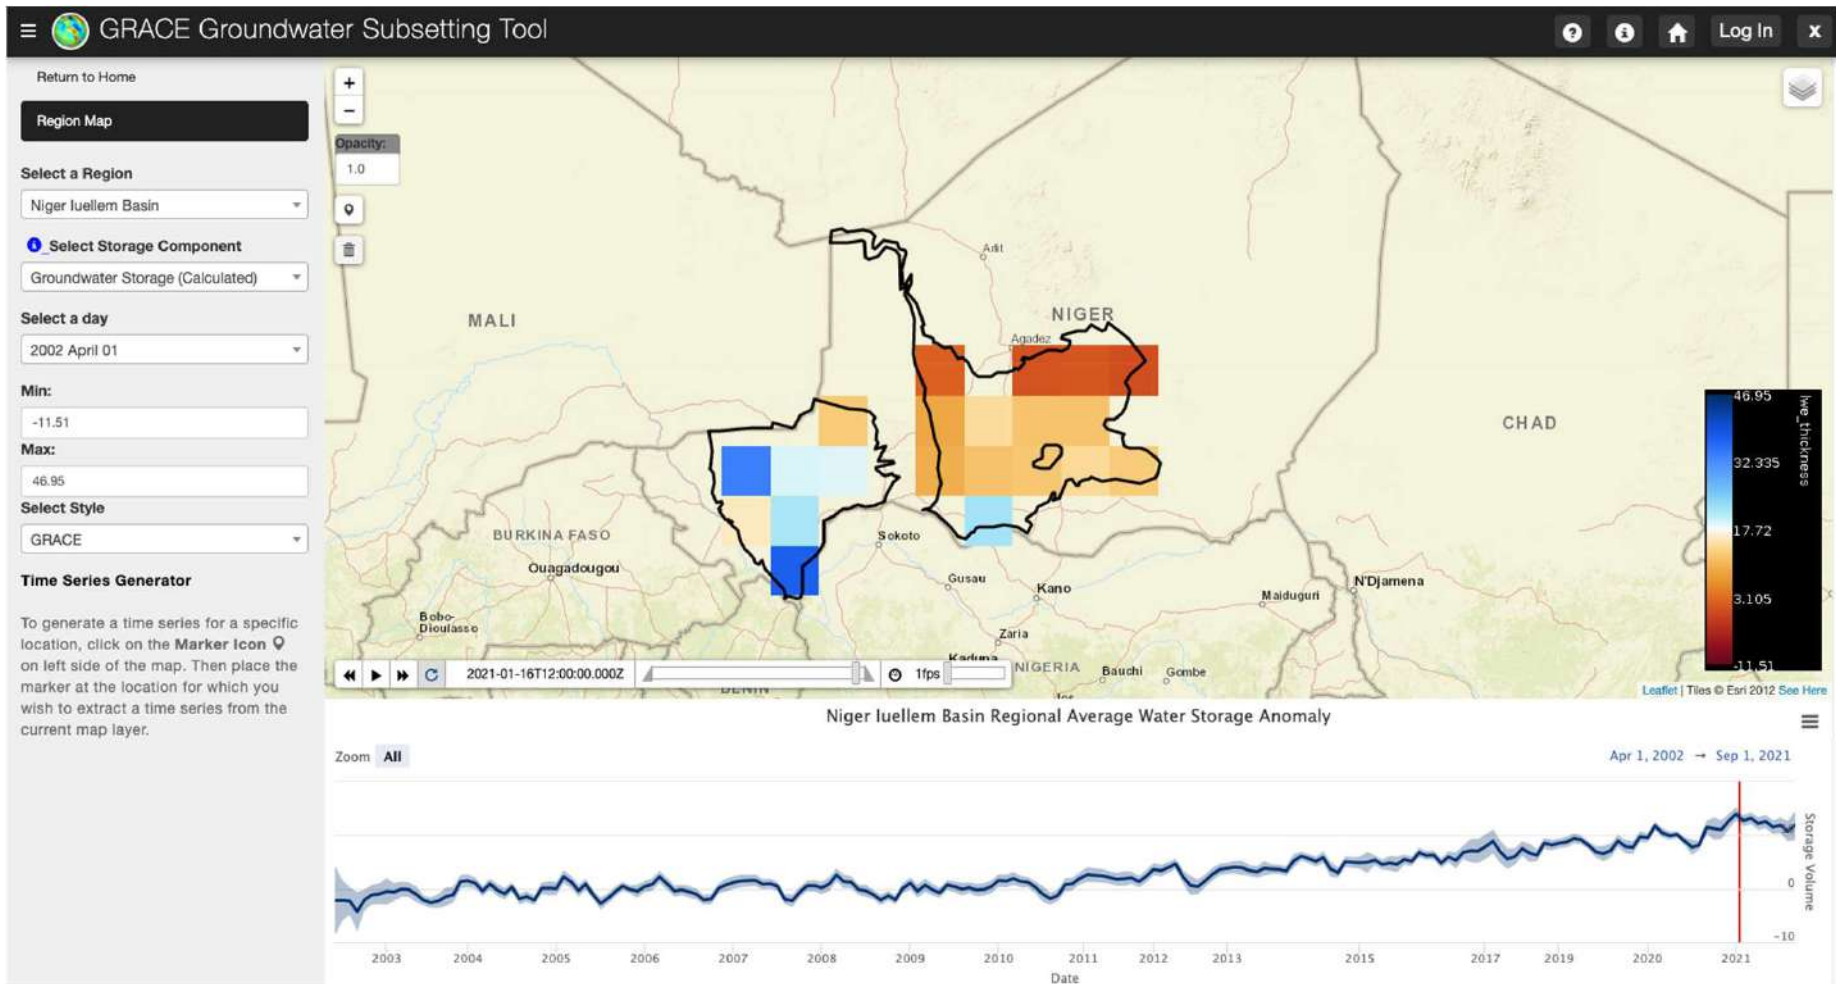 GRACE Groundwater Subsetting Tool
Log In
x
Return to Home
Region Map
Select a Region
Niger Iuellem Basin
Select Storage Component
Groundwater Storage (Calculated)
Select a day
2002 April 01
Min:
-11.51
Max:
46.95
Select Style
GRACE
Time Series Generator
To generate a time series for a specific
location, click on the Marker Icon
on left side of the map. Then place the
marker at the location for which you
wish to extract a time series from the
current map layer.
+
−
Opacity:
1.0
Arlit
MALI
NIGER
Agadez
CHAD
BURKINA FASO
Ouagadougou
Sokoto
Gusau
Kano
Maiduguri
N'Djamena
Bobo-
Dioulasso
Zaria
Kaduna
NIGERIA
Bauchi
Gombe
BENIN
Jos
46.95
32.335
17.72
3.105
-11.51
lwe_thickness
2021-01-16T12:00:00.000Z
1fps
Leaflet | Tiles © Esri 2012 See Here
Niger Iuellem Basin Regional Average Water Storage Anomaly
Zoom All
Apr 1, 2002 → Sep 1, 2021
0
-10
Storage Volume
2003 2004 2005 2006 2007 2008 2009 2010 2011 2012 2013 2015 2017 2019 2020 2021
Date